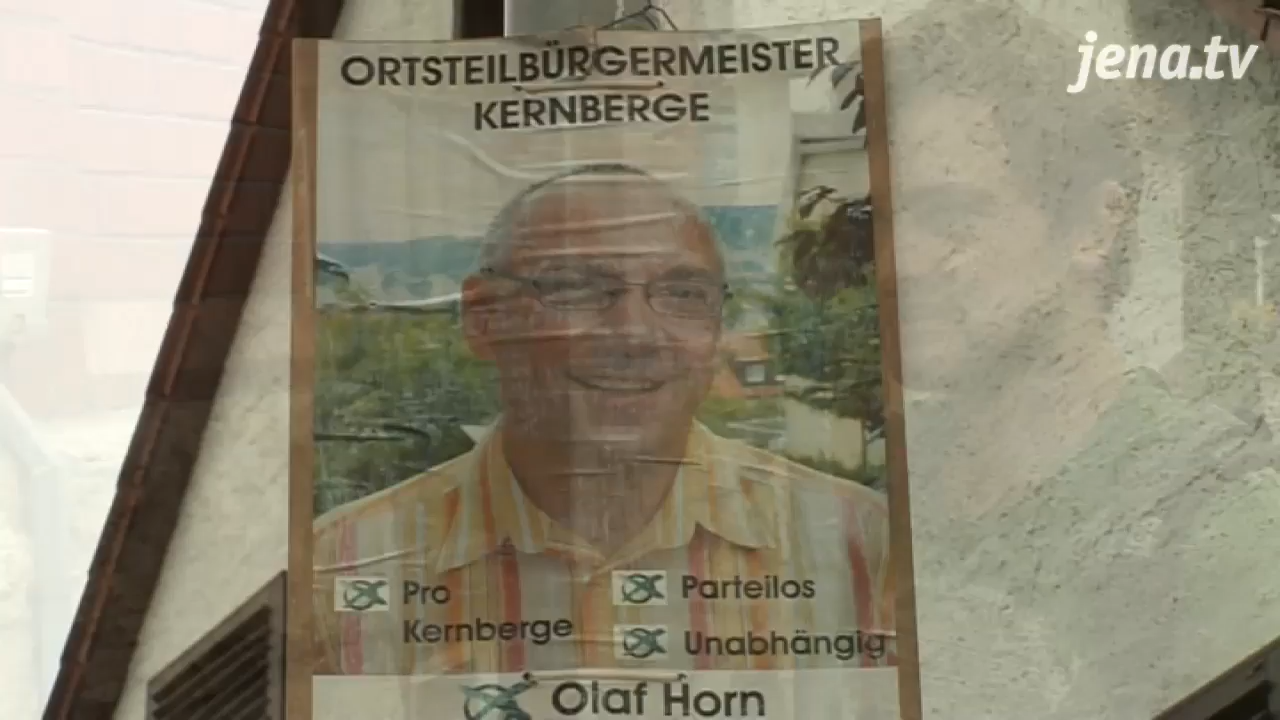 jena.tv
ORTSTEILBÜRGERMEISTER
KERNBERGE
Pro
Kernberge
Parteilos
Unabhängig
Olaf Horn